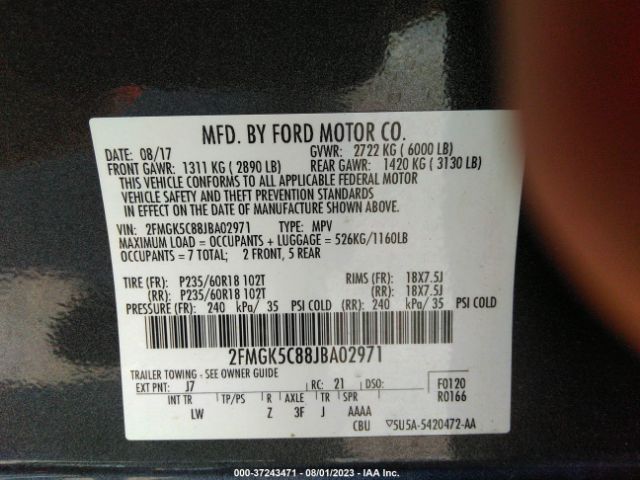 MFD. BY FORD MOTOR CO.
DATE: 08/17 GVWR: 2722 KG ( 6000 LB)
FRONT GAWR: 1311 KG ( 2890 LB) REAR GAWR: 1420 KG ( 3130 LB)
THIS VEHICLE CONFORMS TO ALL APPLICABLE FEDERAL MOTOR
VEHICLE SAFETY AND THEFT PREVENTION STANDARDS
IN EFFECT ON THE DATE OF MANUFACTURE SHOWN ABOVE.
VIN: 2FMGK5C88JBA02971 TYPE: MPV
MAXIMUM LOAD = OCCUPANTS + LUGGAGE = 526KG/1160LB
OCCUPANTS = 7 TOTAL; 2 FRONT, 5 REAR
TIRE (FR): P235/60R18 102T RIMS (FR): 18X7.5J
(RR): P235/60R18 102T (RR): 18X7.5J
PRESSURE (FR): 240 kPa/ 35 PSI COLD (RR): 240 kPa/ 35 PSI COLD
2FMGK5C88JBA02971
TRAILER TOWING - SEE OWNER GUIDE
EXT PNT: J7 RC: 21 DSO: F0120
INT TR TP/PS R AXLE TR SPR R0166
LW Z 3F J AAAA
CBU ▽5U5A-5420472-AA
000-37243471 - 08/01/2023 - IAA Inc.